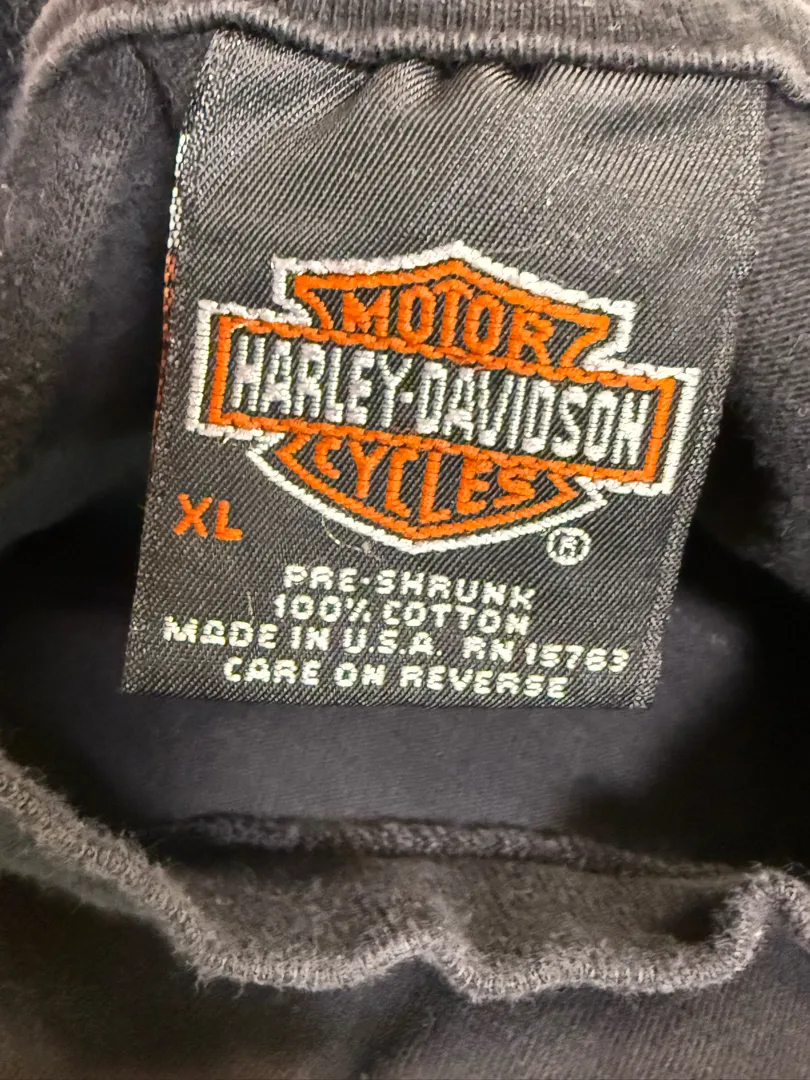 MOTOR
HARLEY-DAVIDSON
CYCLES
®
XL
PRE-SHRUNK
100% COTTON
MADE IN U.S.A. RN 15763
CARE ON REVERSE